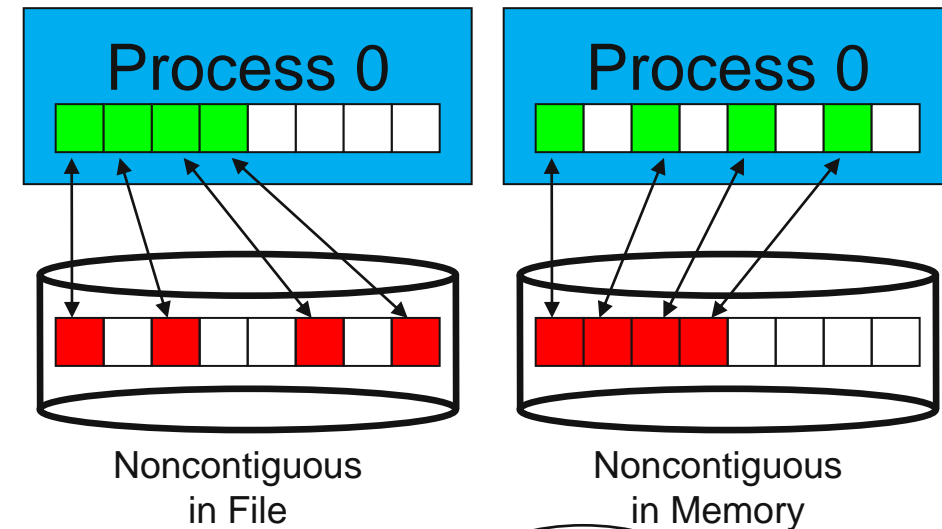 Process 0
Process 0
Noncontiguous
in File
Noncontiguous
in Memory